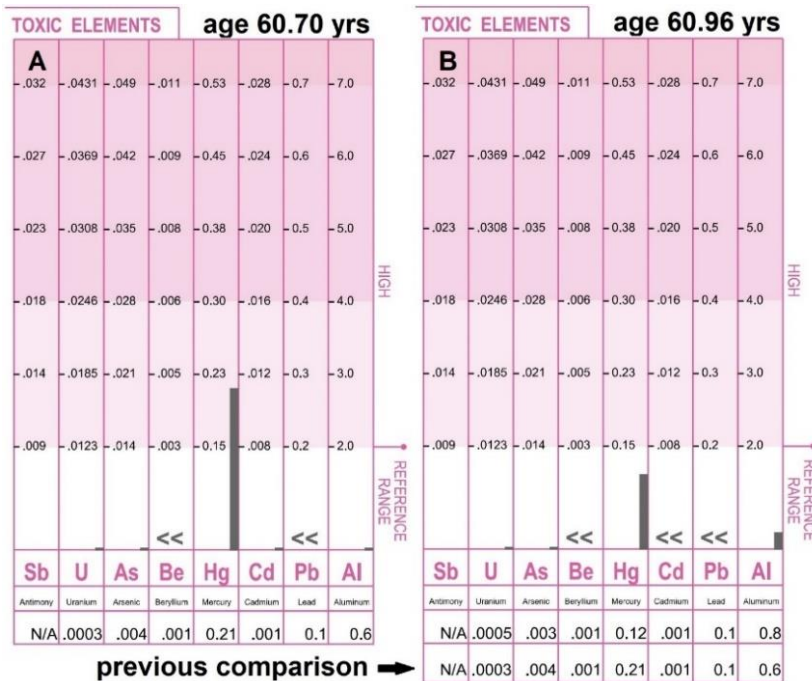 TOXIC ELEMENTS age 60.70 yrs
A
.032 .0431 .049 .011 0.53 .028 0.7 7.0
.027 .0369 .042 .009 0.45 .024 0.6 6.0
.023 .0308 .035 .008 0.38 .020 0.5 5.0
.018 .0246 .028 .006 0.30 .016 0.4 4.0
.014 .0185 .021 .005 0.23 .012 0.3 3.0
.009 .0123 .014 .003 0.15 .008 0.2 2.0
HIGH
REFERENCE
RANGE
<< <<
Sb U As Be Hg Cd Pb Al
Antimony Uranium Arsenic Beryllium Mercury Cadmium Lead Aluminum
N/A .0003 .004 .001 0.21 .001 0.1 0.6
TOXIC ELEMENTS age 60.96 yrs
B
.032 .0431 .049 .011 0.53 .028 0.7 7.0
.027 .0369 .042 .009 0.45 .024 0.6 6.0
.023 .0308 .035 .008 0.38 .020 0.5 5.0
.018 .0246 .028 .006 0.30 .016 0.4 4.0
.014 .0185 .021 .005 0.23 .012 0.3 3.0
.009 .0123 .014 .003 0.15 .008 0.2 2.0
HIGH
REFERENCE
RANGE
<< << <<
Sb U As Be Hg Cd Pb Al
Antimony Uranium Arsenic Beryllium Mercury Cadmium Lead Aluminum
N/A .0005 .003 .001 0.12 .001 0.1 0.8
previous comparison → N/A .0003 .004 .001 0.21 .001 0.1 0.6